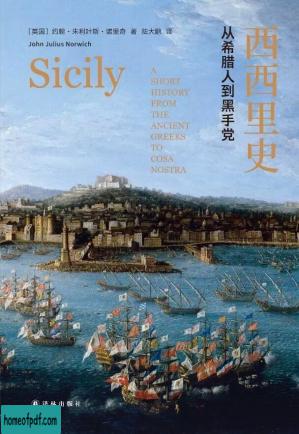 [英国] 约翰·朱利叶斯·诺里奇 著 陆大鹏 译
John Julius Norwich
Sicily
A
SHORT
HISTORY FROM
THE
ANCIENT
GREEKS
TO
COSA
NOSTRA
西西里史
从希腊人到黑手党
译林出版社
homeofpdf.com